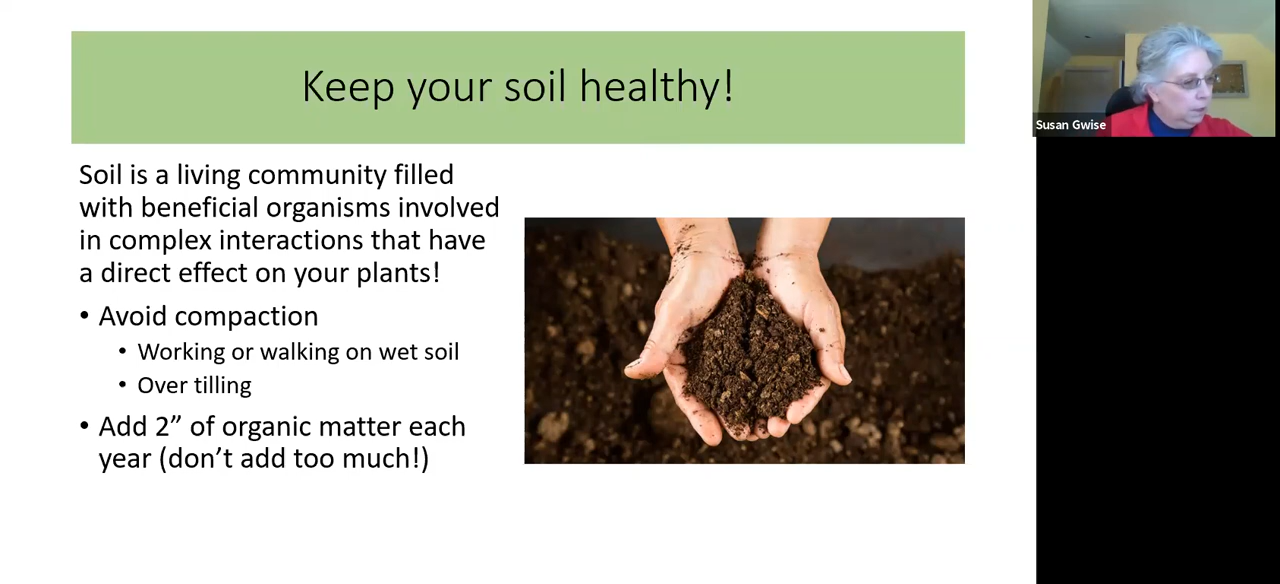 Keep your soil healthy!
Susan Gwise
Soil is a living community filled
with beneficial organisms involved
in complex interactions that have
a direct effect on your plants!
• Avoid compaction
• Working or walking on wet soil
• Over tilling
• Add 2” of organic matter each
year (don’t add too much!)